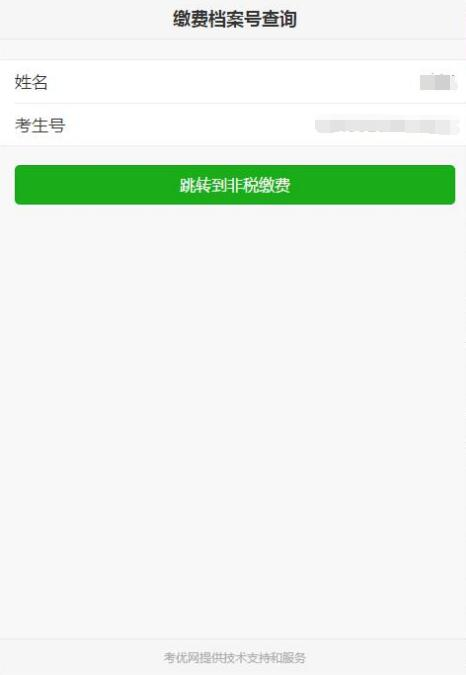 缴费档案号查询
姓名
考生号
跳转到非税缴费
考优网提供技术支持和服务